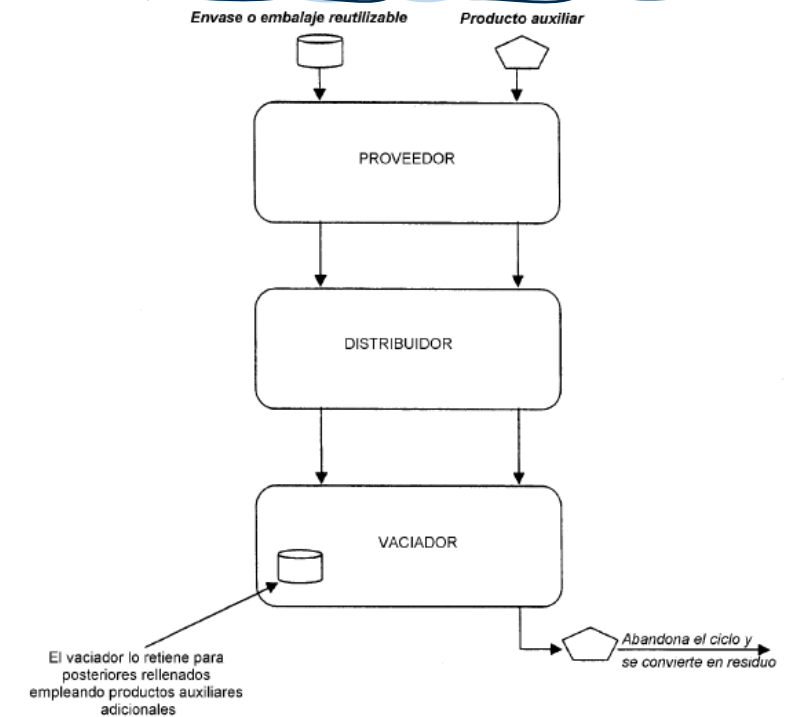 Envase o embalaje reutilizable
Producto auxiliar
PROVEEDOR
DISTRIBUIDOR
VACIADOR
El vaciador lo retiene para
posteriores rellenados
empleando productos auxiliares
adicionales
Abandona el ciclo y
se convierte en residuo